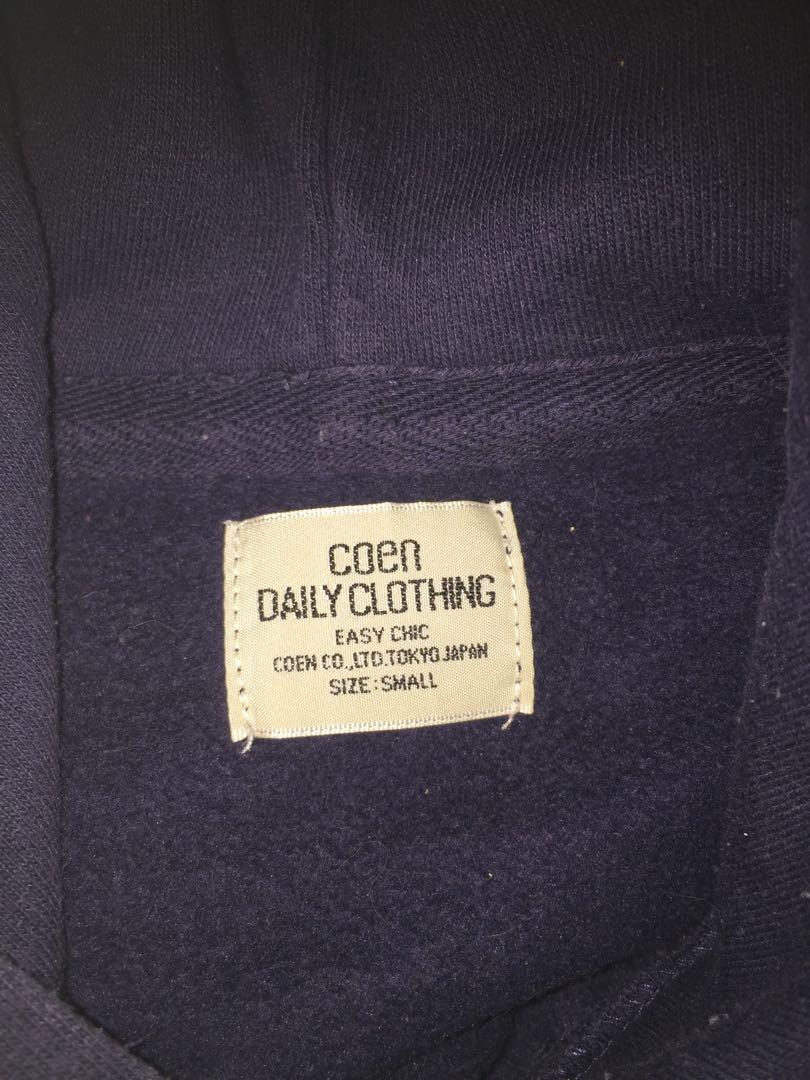 coen
DAILY CLOTHING
EASY CHIC
COEN CO.,LTD.TOKYO JAPAN
SIZE:SMALL